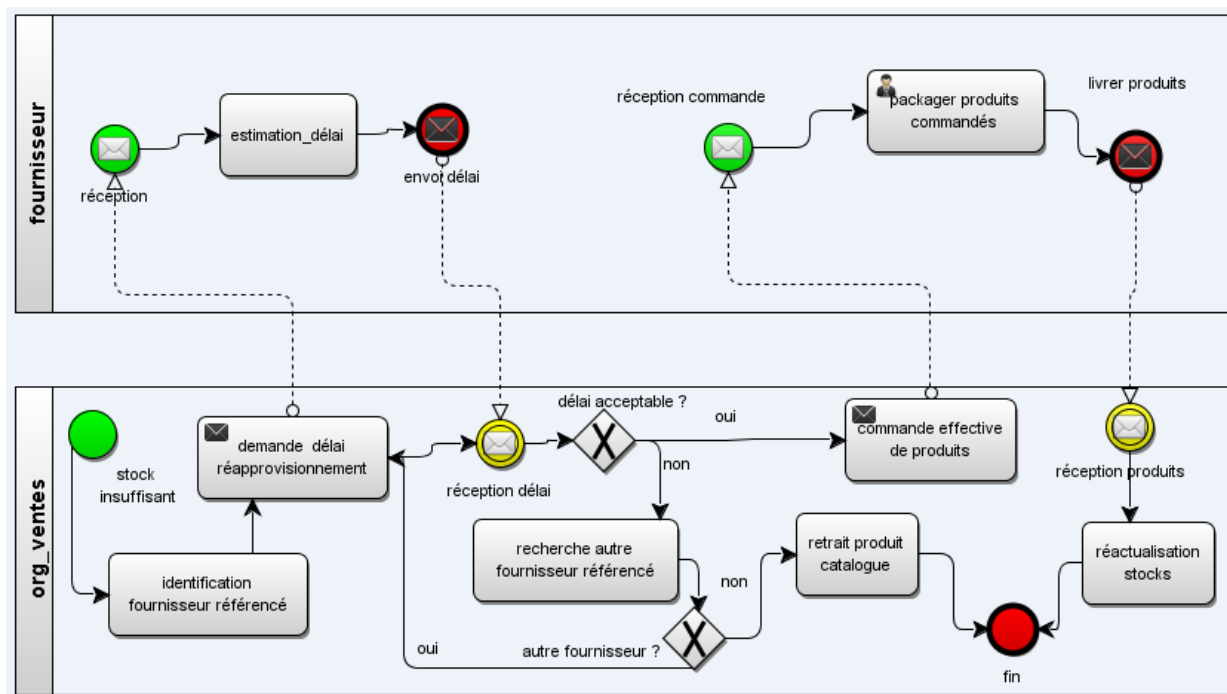 fournisseur
réception
estimation_délai
envoi délai
réception commande
packager produits
commandés
livrer produits
org_ventes
stock
insuffisant
identification
fournisseur référencé
demande délai
réapprovisionnement
réception délai
délai acceptable ?
oui
non
commande effective
de produits
recherche autre
fournisseur référencé
autre fournisseur ?
oui
non
retrait produit
catalogue
réception produits
réactualisation
stocks
fin